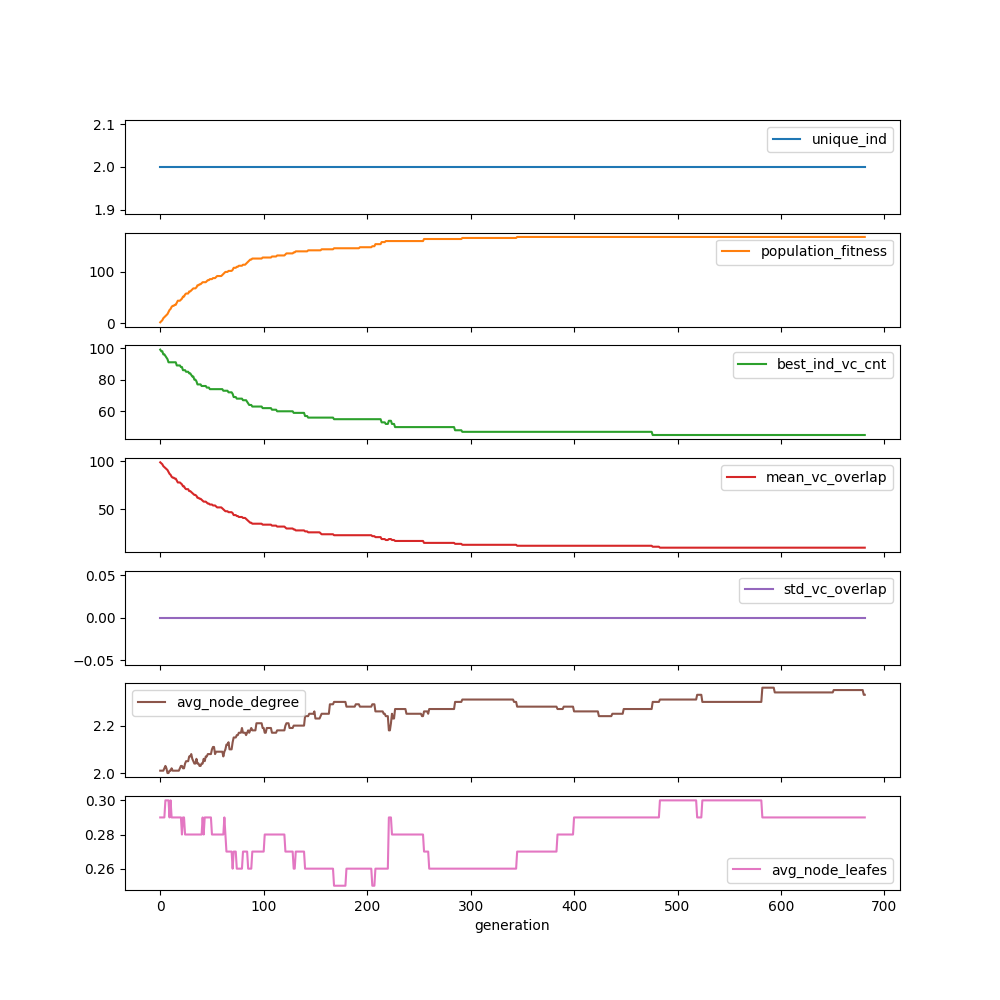 2.1
2.0
1.9
unique_ind
100
0
population_fitness
100
80
60
best_ind_vc_cnt
100
50
mean_vc_overlap
0.05
0.00
−0.05
std_vc_overlap
2.2
2.0
avg_node_degree
0.30
0.28
0.26
avg_node_leafes
0 100 200 300 400 500 600 700
generation